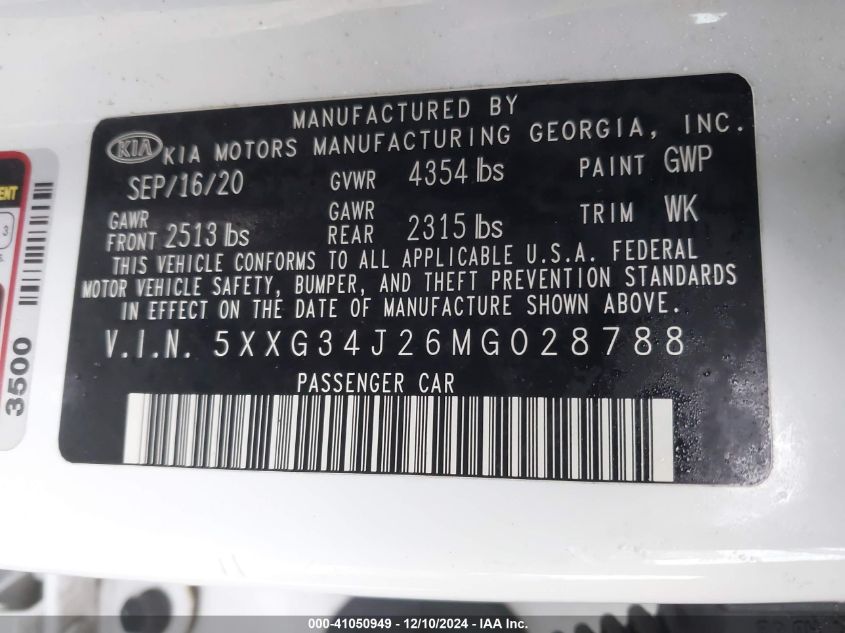 MANUFACTURED BY
KIA KIA MOTORS MANUFACTURING GEORGIA, INC.
SEP/16/20 GVWR 4354 lbs PAINT GWP
GAWR FRONT 2513 lbs GAWR REAR 2315 lbs TRIM WK
THIS VEHICLE CONFORMS TO ALL APPLICABLE U.S.A. FEDERAL
MOTOR VEHICLE SAFETY, BUMPER, AND THEFT PREVENTION STANDARDS
IN EFFECT ON THE DATE OF MANUFACTURE SHOWN ABOVE.
V.I.N. 5XXG34J26MG028788
PASSENGER CAR
3
3500
000-41050949 - 12/10/2024 - IAA Inc.